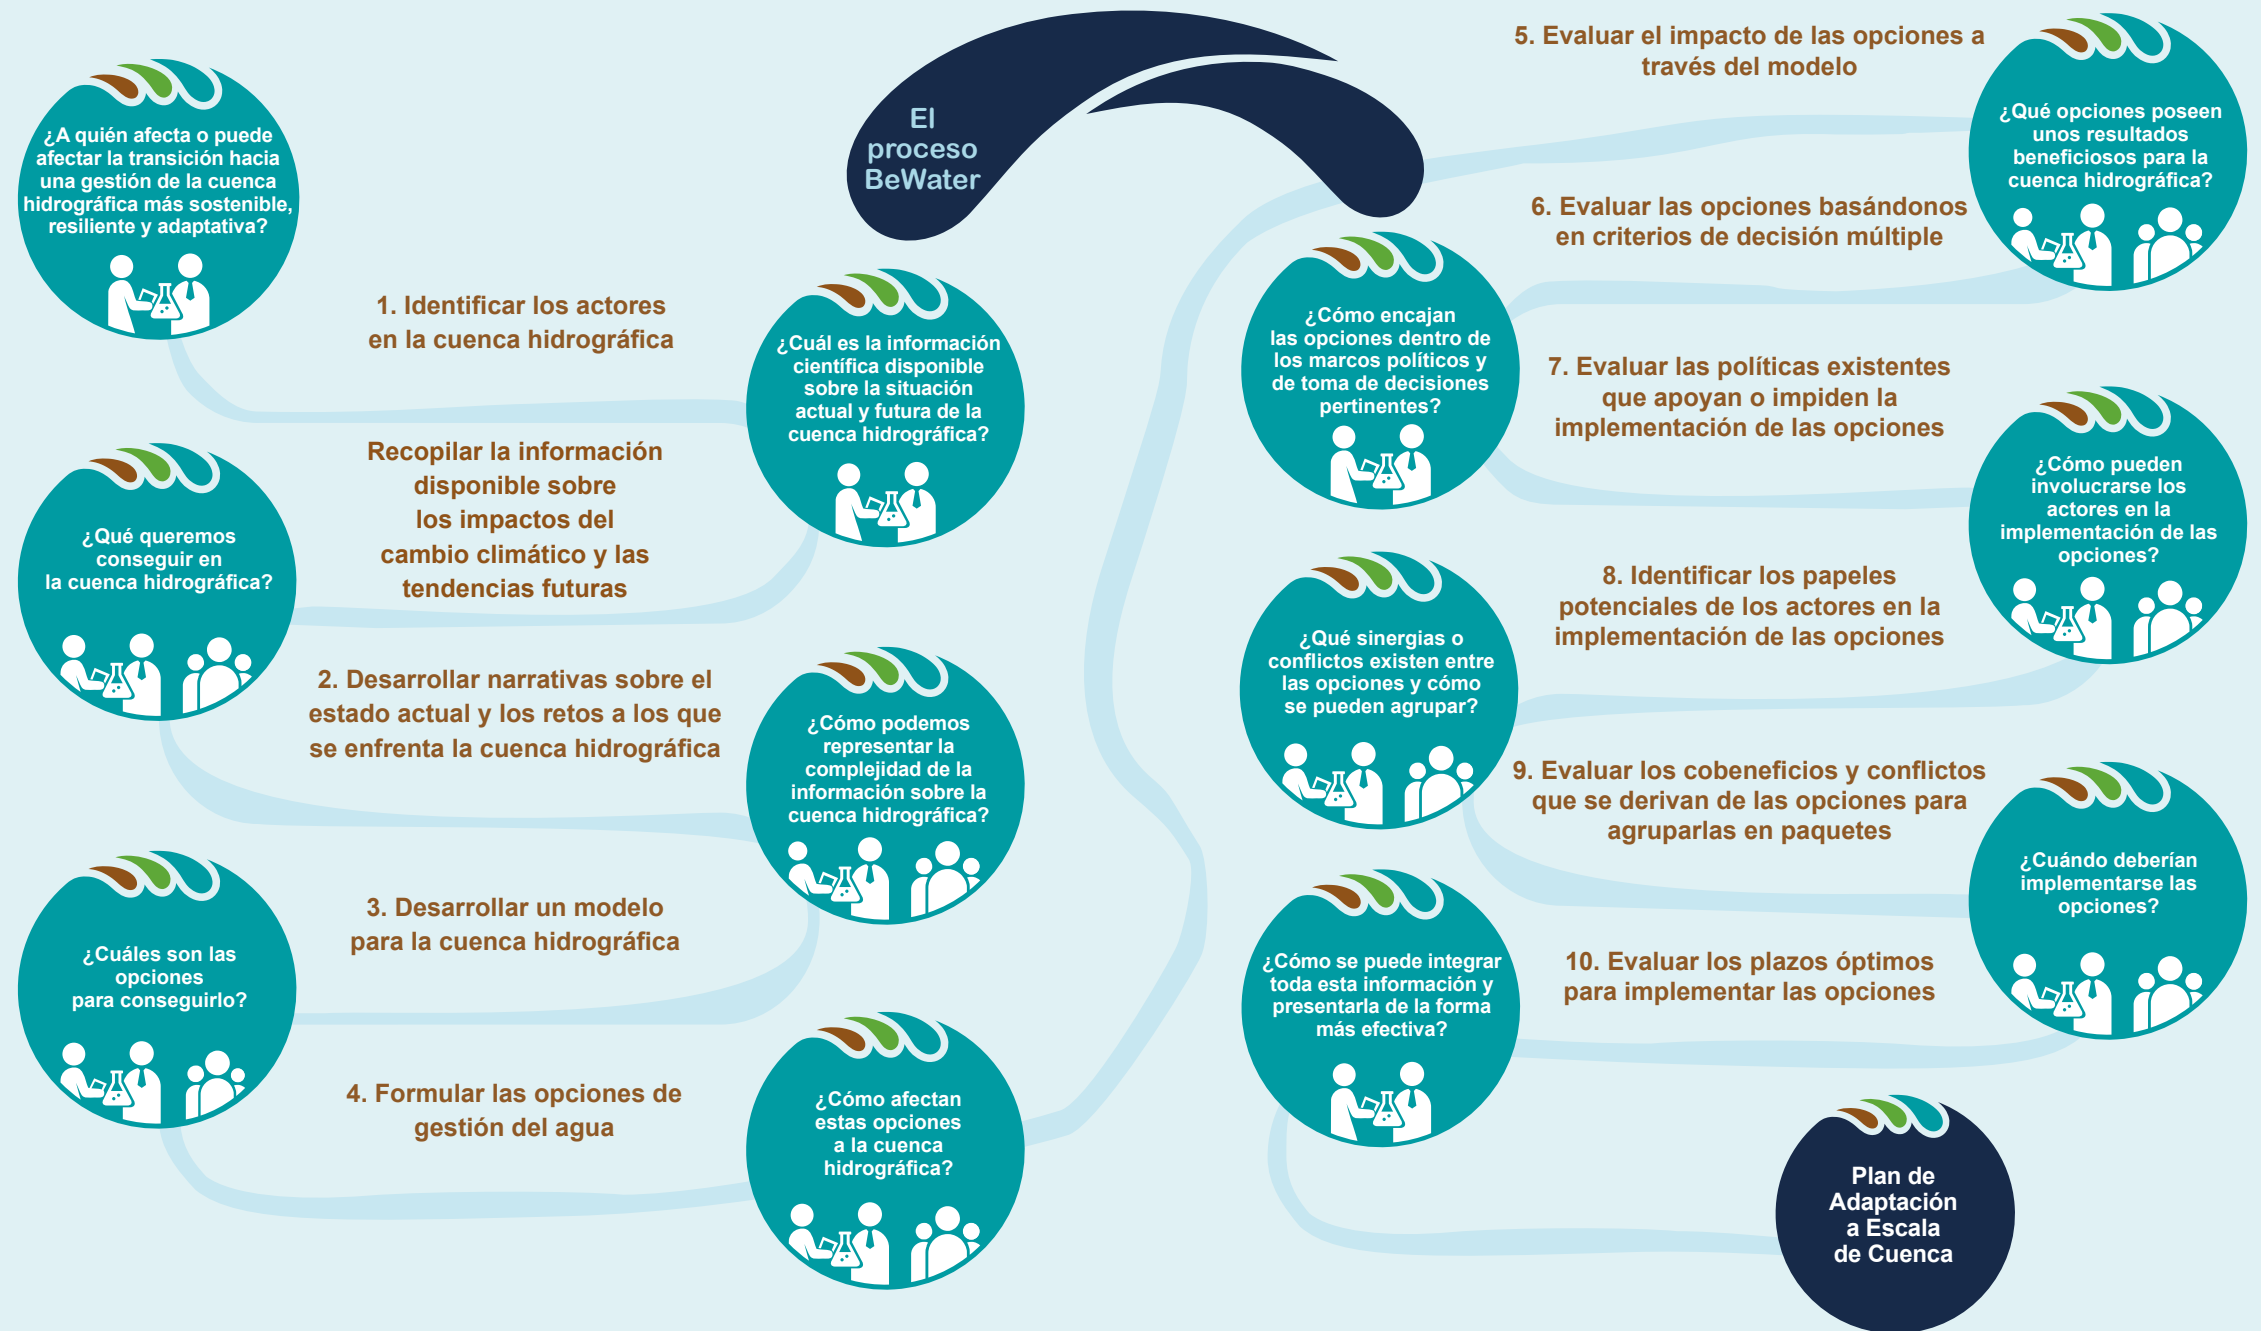 El
proceso
BeWater
¿A quién afecta o puede
afectar la transición hacia
una gestión de la cuenca
hidrográfica más sostenible,
resiliente y adaptativa?
1. Identificar los actores
en la cuenca hidrográfica
¿Cuál es la información
científica disponible
sobre la situación
actual y futura de la
cuenca hidrográfica?
Recopilar la información
disponible sobre
los impactos del
cambio climático y las
tendencias futuras
¿Qué queremos
conseguir en
la cuenca hidrográfica?
2. Desarrollar narrativas sobre el
estado actual y los retos a los que
se enfrenta la cuenca hidrográfica
¿Cómo podemos
representar la
complejidad de la
información sobre la
cuenca hidrográfica?
3. Desarrollar un modelo
para la cuenca hidrográfica
¿Cuáles son las
opciones
para conseguirlo?
4. Formular las opciones de
gestión del agua
¿Cómo afectan
estas opciones
a la cuenca
hidrográfica?
5. Evaluar el impacto de las opciones a
través del modelo
¿Qué opciones poseen
unos resultados
beneficiosos para la
cuenca hidrográfica?
6. Evaluar las opciones basándonos
en criterios de decisión múltiple
¿Cómo encajan
las opciones dentro de
los marcos políticos y
de toma de decisiones
pertinentes?
7. Evaluar las políticas existentes
que apoyan o impiden la
implementación de las opciones
¿Cómo pueden
involucrarse los
actores en la
implementación de las
opciones?
8. Identificar los papeles
potenciales de los actores en la
implementación de las opciones
¿Qué sinergias o
conflictos existen entre
las opciones y cómo
se pueden agrupar?
9. Evaluar los cobeneficios y conflictos
que se derivan de las opciones para
agruparlas en paquetes
¿Cuándo deberían
implementarse las
opciones?
10. Evaluar los plazos óptimos
para implementar las opciones
¿Cómo se puede integrar
toda esta información y
presentarla de la forma
más efectiva?
Plan de
Adaptación
a Escala
de Cuenca